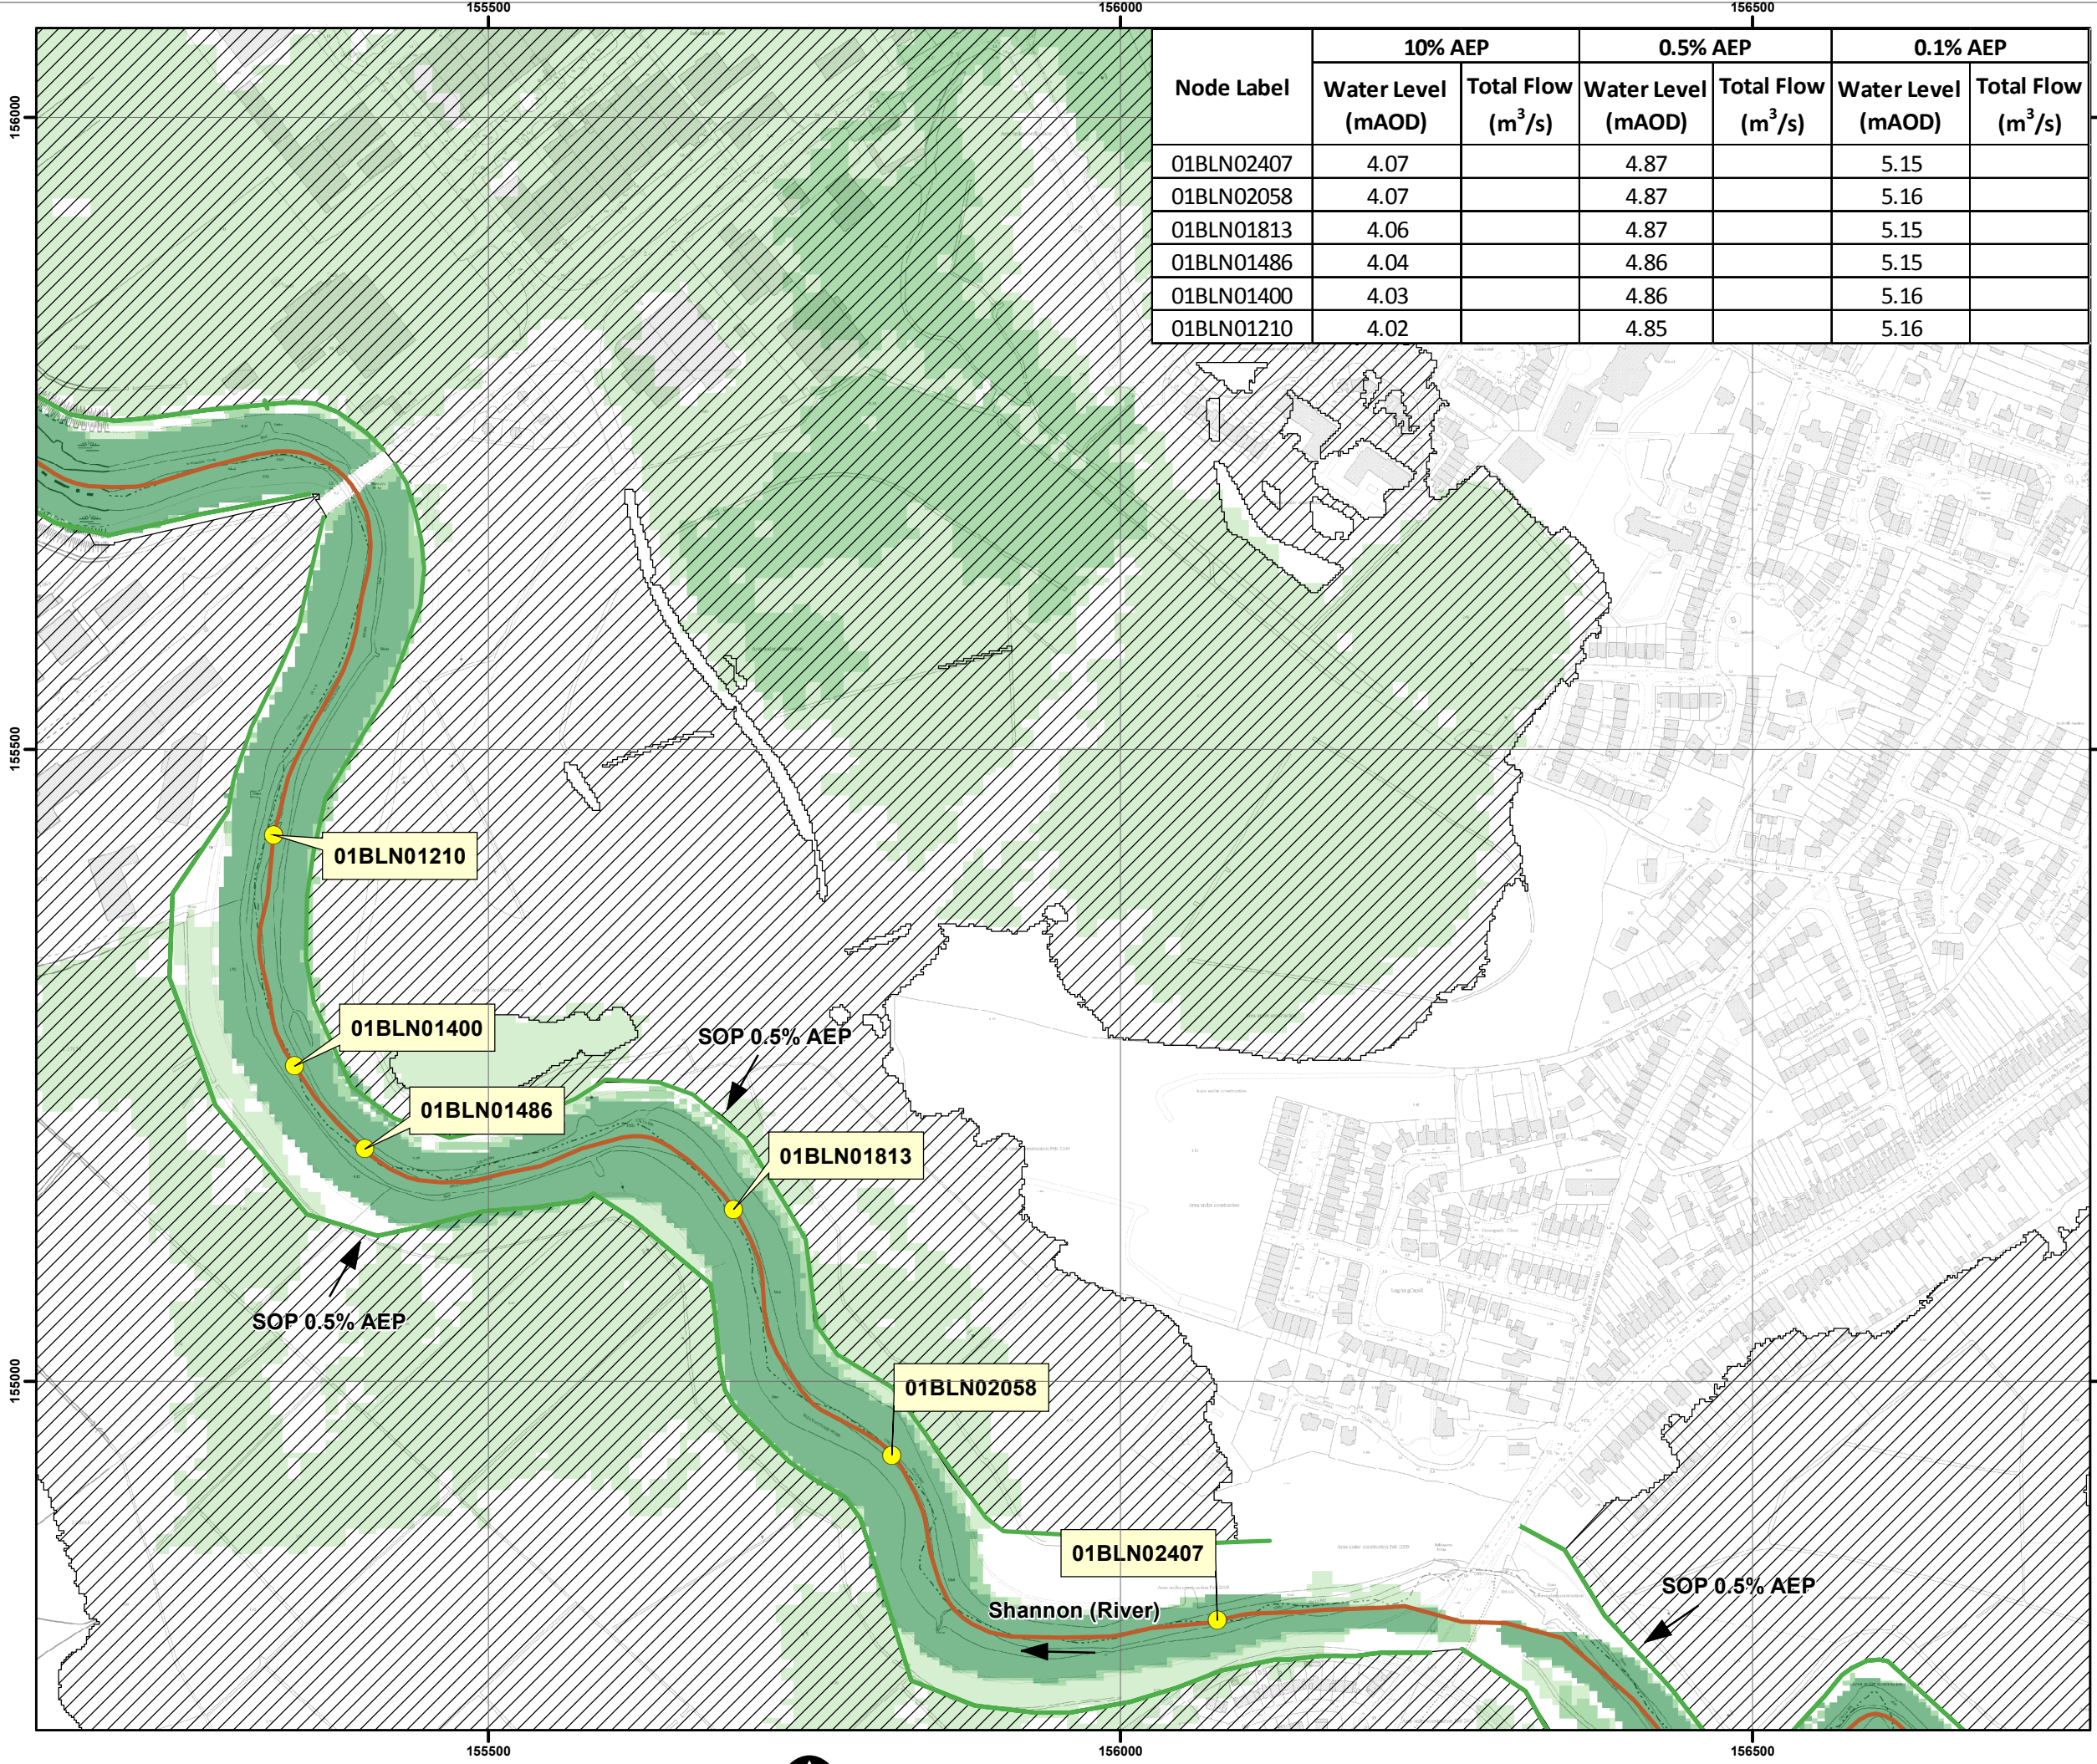 155500 156000 156500
156000
155500
155000
Node Label 10% AEP 0.5% AEP 0.1% AEP
Water Level (mAOD) Total Flow (m³/s) Water Level (mAOD) Total Flow (m³/s) Water Level (mAOD) Total Flow (m³/s)
01BLN02407 4.07 4.87 5.15
01BLN02058 4.07 4.87 5.16
01BLN01813 4.06 4.87 5.15
01BLN01486 4.04 4.86 5.15
01BLN01400 4.03 4.86 5.16
01BLN01210 4.02 4.85 5.16
01BLN01210
01BLN01400
SOP 0.5% AEP
01BLN01486
01BLN01813
SOP 0.5% AEP
01BLN02058
01BLN02407
SOP 0.5% AEP
Shannon (River)
155500 156000 156500